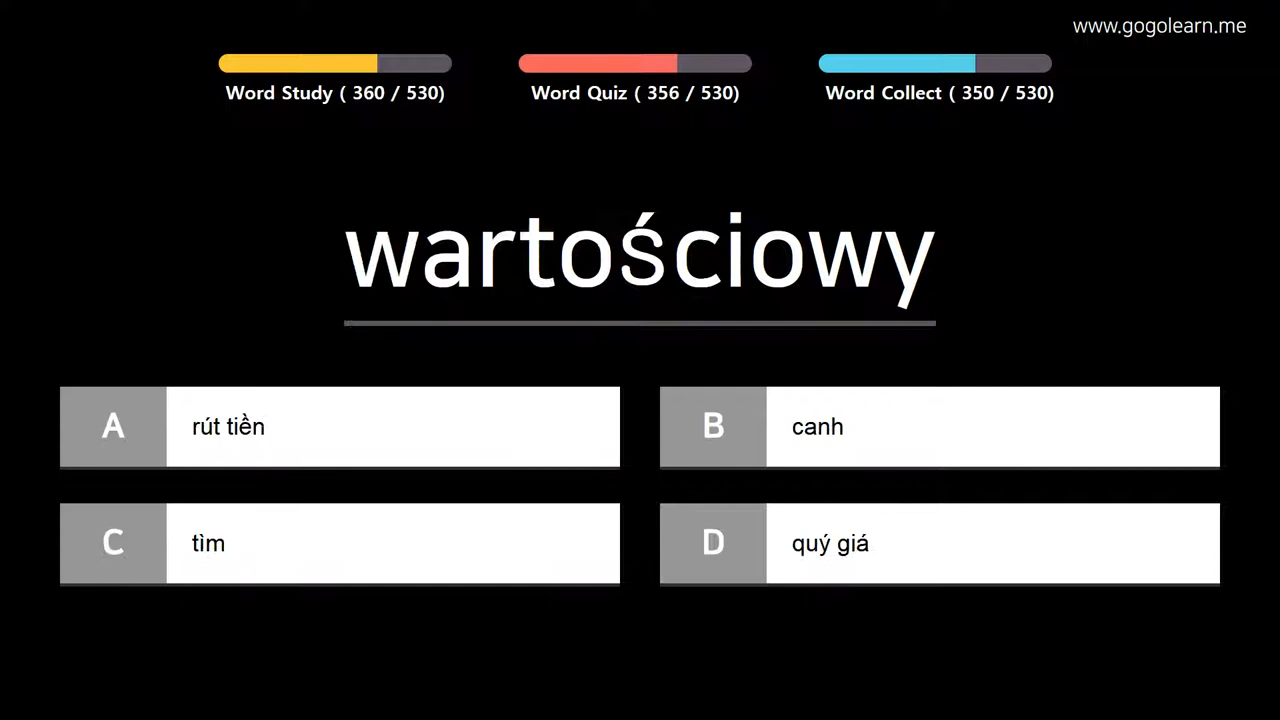 www.gogolearn.me
Word Study ( 360 / 530)
Word Quiz ( 356 / 530)
Word Collect ( 350 / 530)
wartościowy
A rút tiền
B canh
C tìm
D quý giá